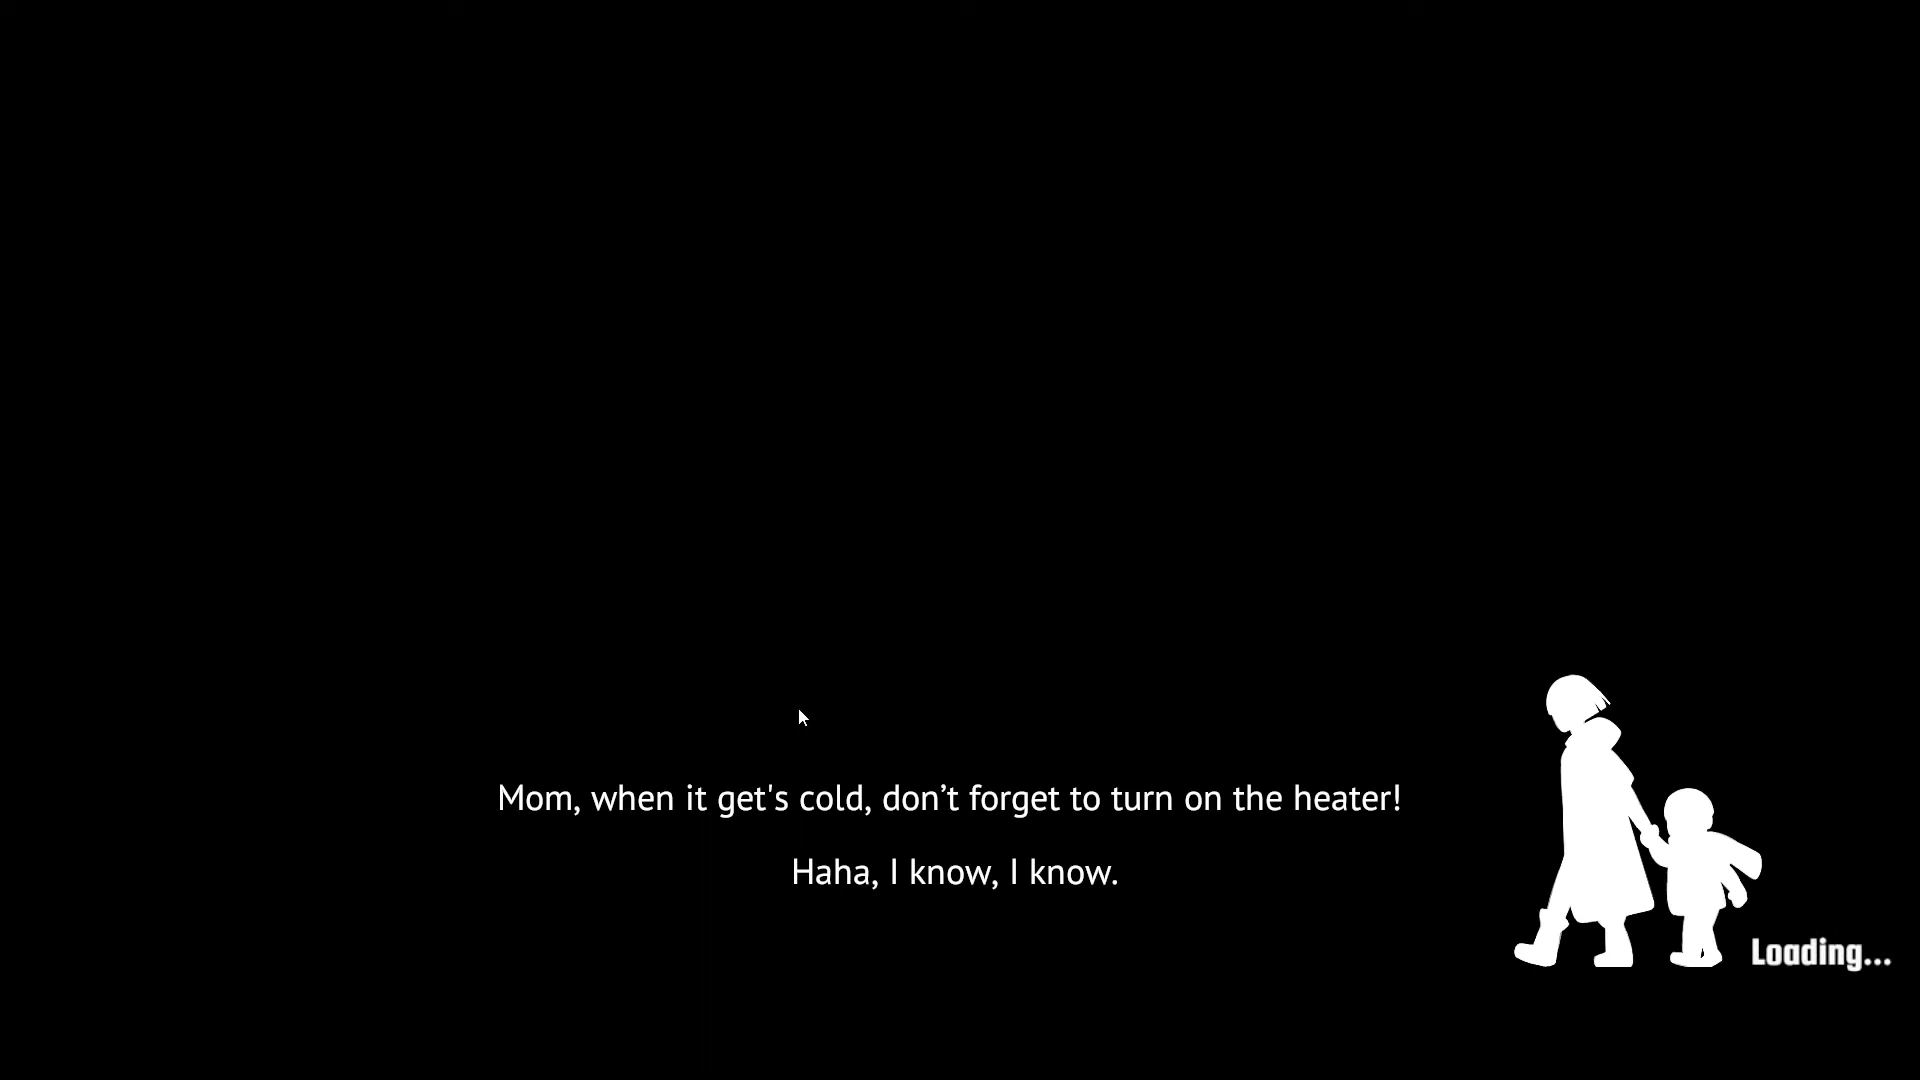 Mom, when it get's cold, don’t forget to turn on the heater!
Haha, I know, I know.
Loading...